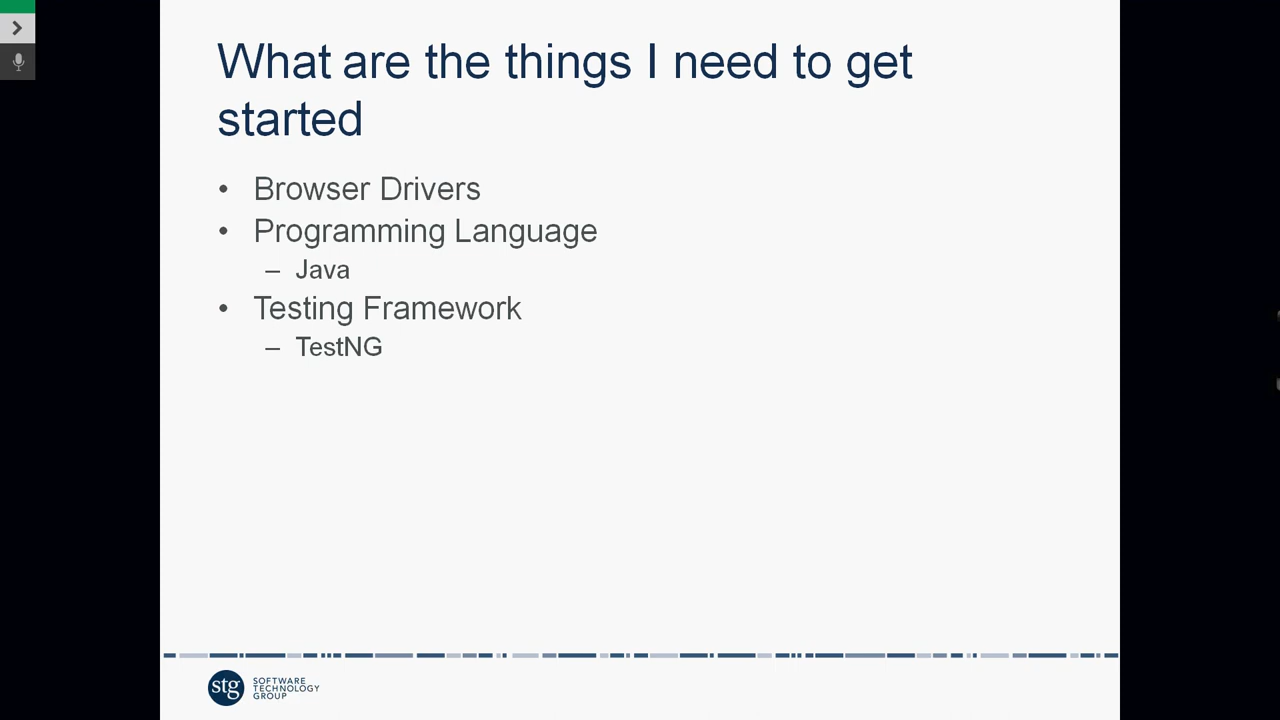 What are the things I need to get
started
• Browser Drivers
• Programming Language
– Java
• Testing Framework
– TestNG
stg
SOFTWARE
TECHNOLOGY
GROUP